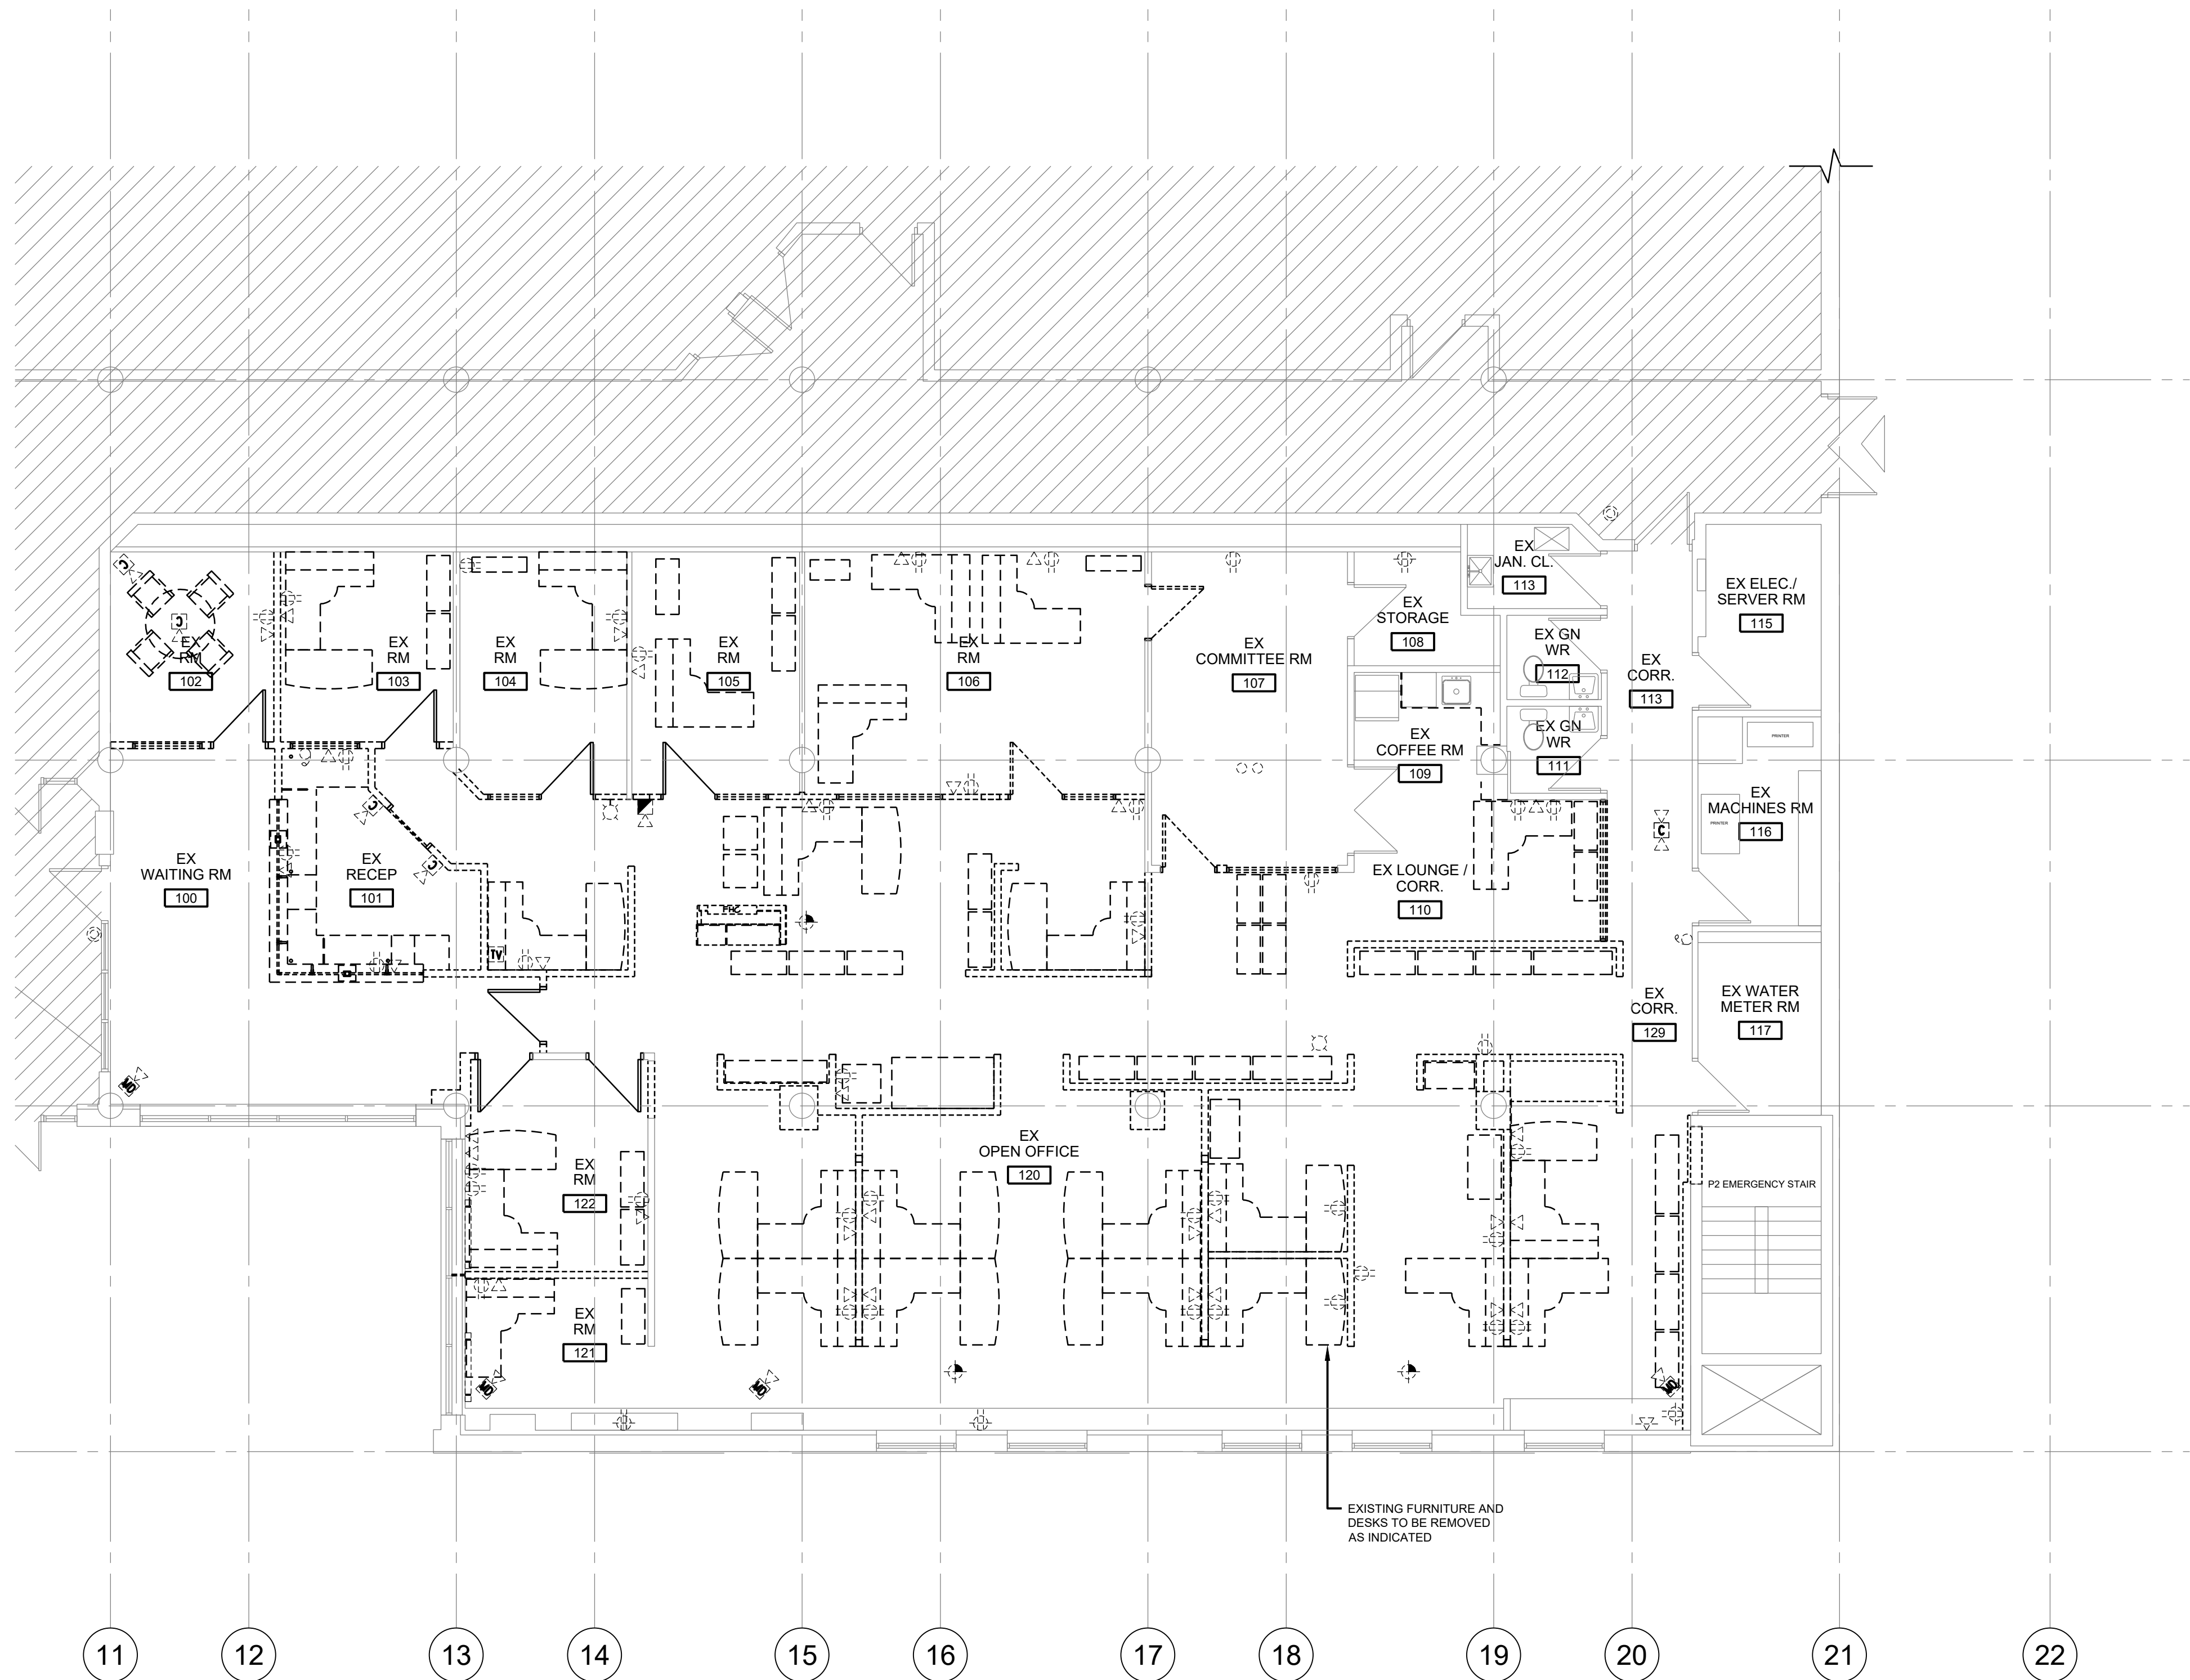 EX
JAN. CL.
113
EX ELEC./
SERVER RM
115
EX
STORAGE
108
EX GN
WR
112
EX
RM
102
EX
RM
103
EX
RM
104
EX
RM
105
EX
RM
106
EX
COMMITTEE RM
107
EX
CORR.
113
EX GN
WR
111
EX
COFFEE RM
109
PRINTER
EX
MACHINES RM
116
PRINTER
EX
WAITING RM
100
EX
RECEP
101
EX LOUNGE /
CORR.
110
C
C
C
C
C
TV
EX
CORR.
129
EX WATER
METER RM
117
EX
OPEN OFFICE
120
EX
RM
122
P2 EMERGENCY STAIR
EX
RM
121
EXISTING FURNITURE AND
DESKS TO BE REMOVED
AS INDICATED
11
12
13
14
15
16
17
18
19
20
21
22